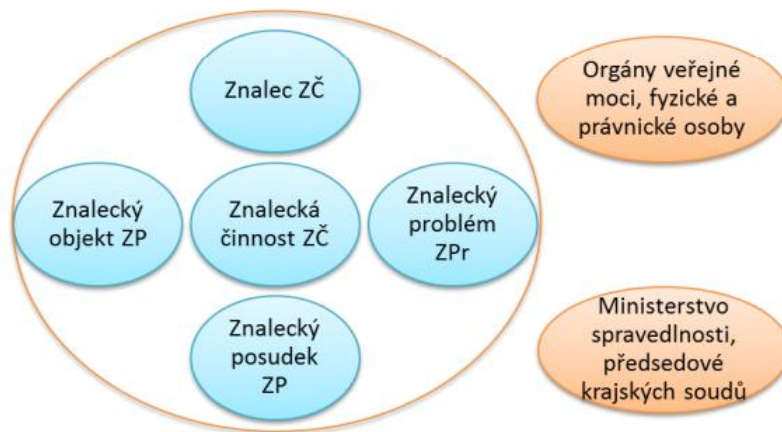 Znalec ZČ
Orgány veřejné
moci, fyzické a
právnické osoby
Znalecký
objekt ZP
Znalecká
činnost ZČ
Znalecký
problém
ZPr
Znalecký
posudek
ZP
Ministerstvo
spravedlnosti,
předsedové
krajských soudů